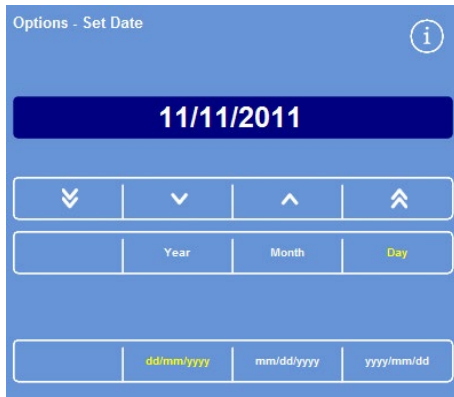 Options - Set Date
i
11/11/2011
Year Month Day
dd/mm/yyyy mm/dd/yyyy yyyy/mm/dd